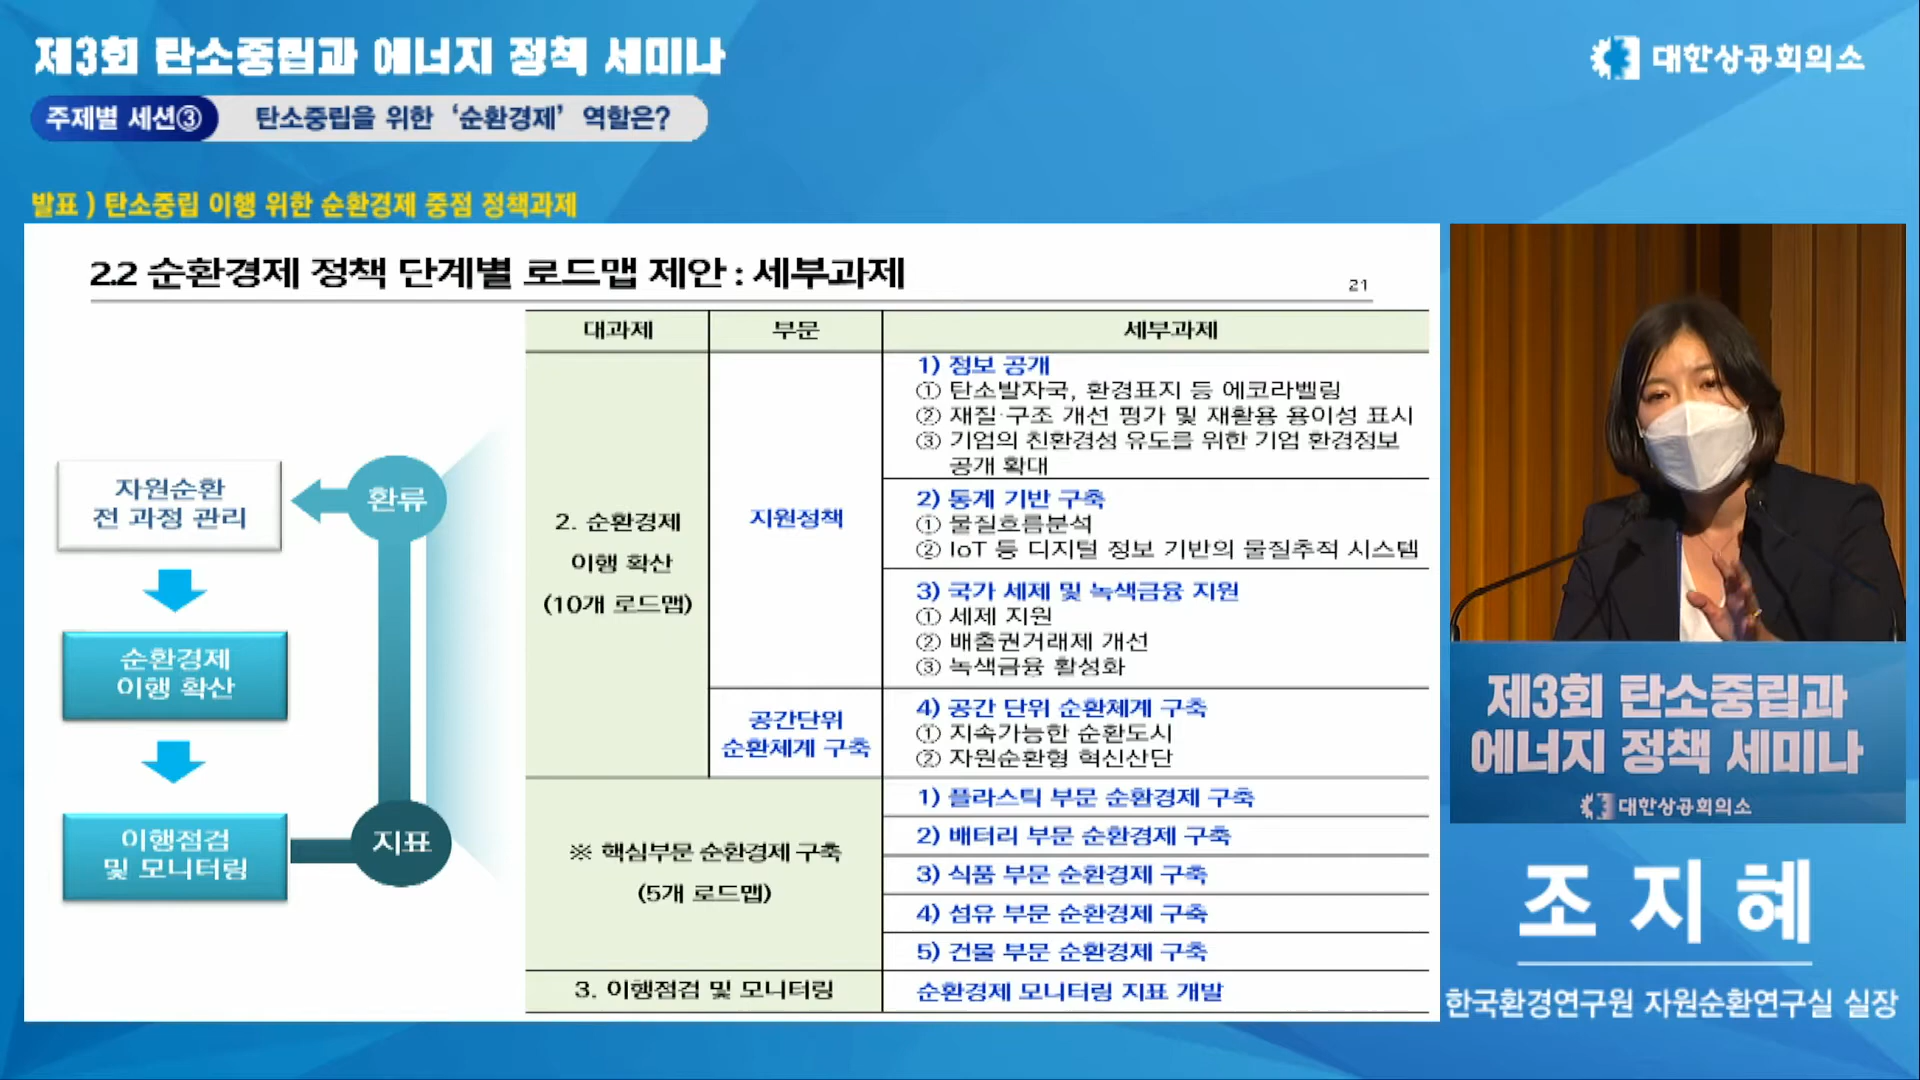 제3회 탄소중립과 에너지 정책 세미나
대한상공회의소
주제별 세션③ 탄소중립을 위한 ‘순환경제’ 역할은?
발표 ) 탄소중립 이행 위한 순환경제 중점 정책과제
2.2 순환경제 정책 단계별 로드맵 제안 : 세부과제
21
자원순환
전 과정 관리
환류
순환경제
이행 확산
이행점검
및 모니터링
지표
대과제 부문 세부과제
2. 순환경제
이행 확산
(10개 로드맵)
지원정책
1) 정보 공개
① 탄소발자국, 환경표지 등 에코라벨링
② 재질·구조 개선 평가 및 재활용 용이성 표시
③ 기업의 친환경성 유도를 위한 기업 환경정보
공개 확대
2) 통계 기반 구축
① 물질흐름분석
② IoT 등 디지털 정보 기반의 물질추적 시스템
3) 국가 세제 및 녹색금융 지원
① 세제 지원
② 배출권거래제 개선
③ 녹색금융 활성화
공간단위
순환체계 구축
4) 공간 단위 순환체계 구축
① 지속가능한 순환도시
② 자원순환형 혁신산단
※ 핵심부문 순환경제 구축
(5개 로드맵)
1) 플라스틱 부문 순환경제 구축
2) 배터리 부문 순환경제 구축
3) 식품 부문 순환경제 구축
4) 섬유 부문 순환경제 구축
5) 건물 부문 순환경제 구축
3. 이행점검 및 모니터링
순환경제 모니터링 지표 개발
제3회 탄소중립과
에너지 정책 세미나
대한상공회의소
조지혜
한국환경연구원 자원순환연구실 실장